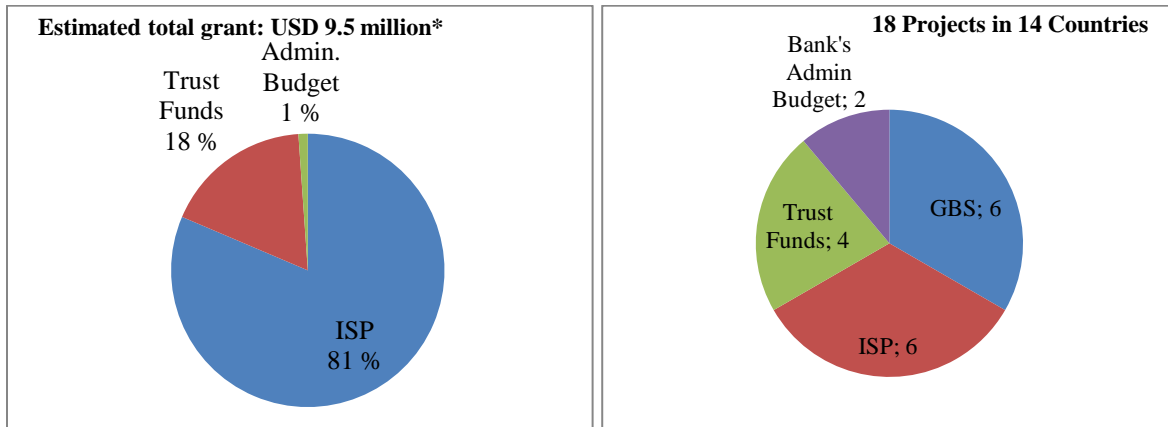 Estimated total grant: USD 9.5 million*
Admin.
Budget
1 %
Trust
Funds
18 %
ISP
81 %
18 Projects in 14 Countries
Bank's
Admin
Budget; 2
GBS; 6
Trust
Funds; 4
ISP; 6